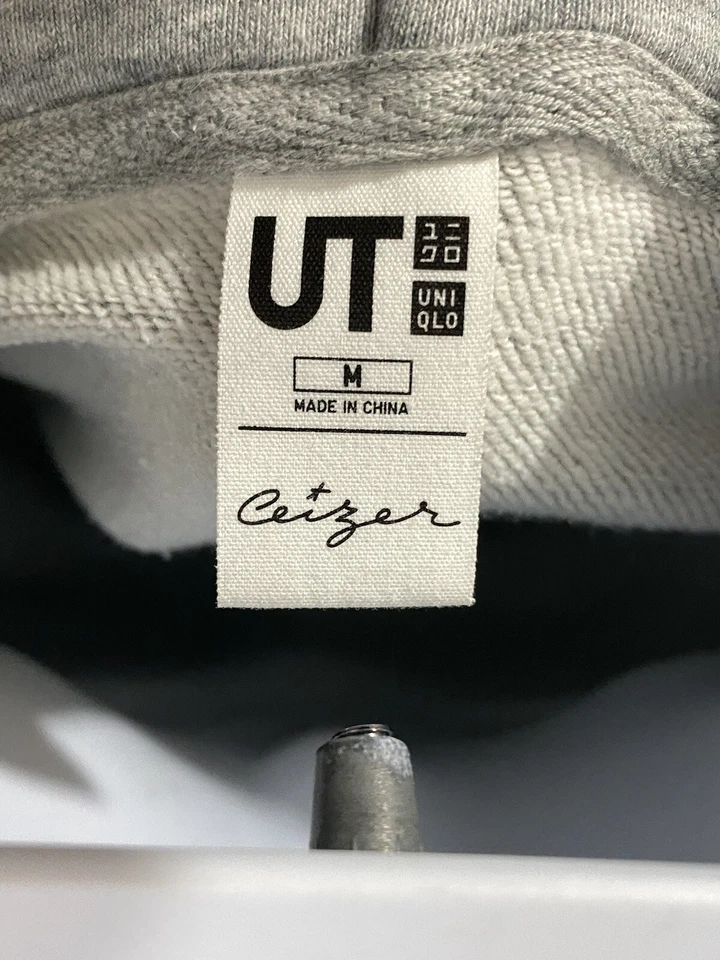 UT
ユニ
クロ
UNI
QLO
M
MADE IN CHINA
Ceizer